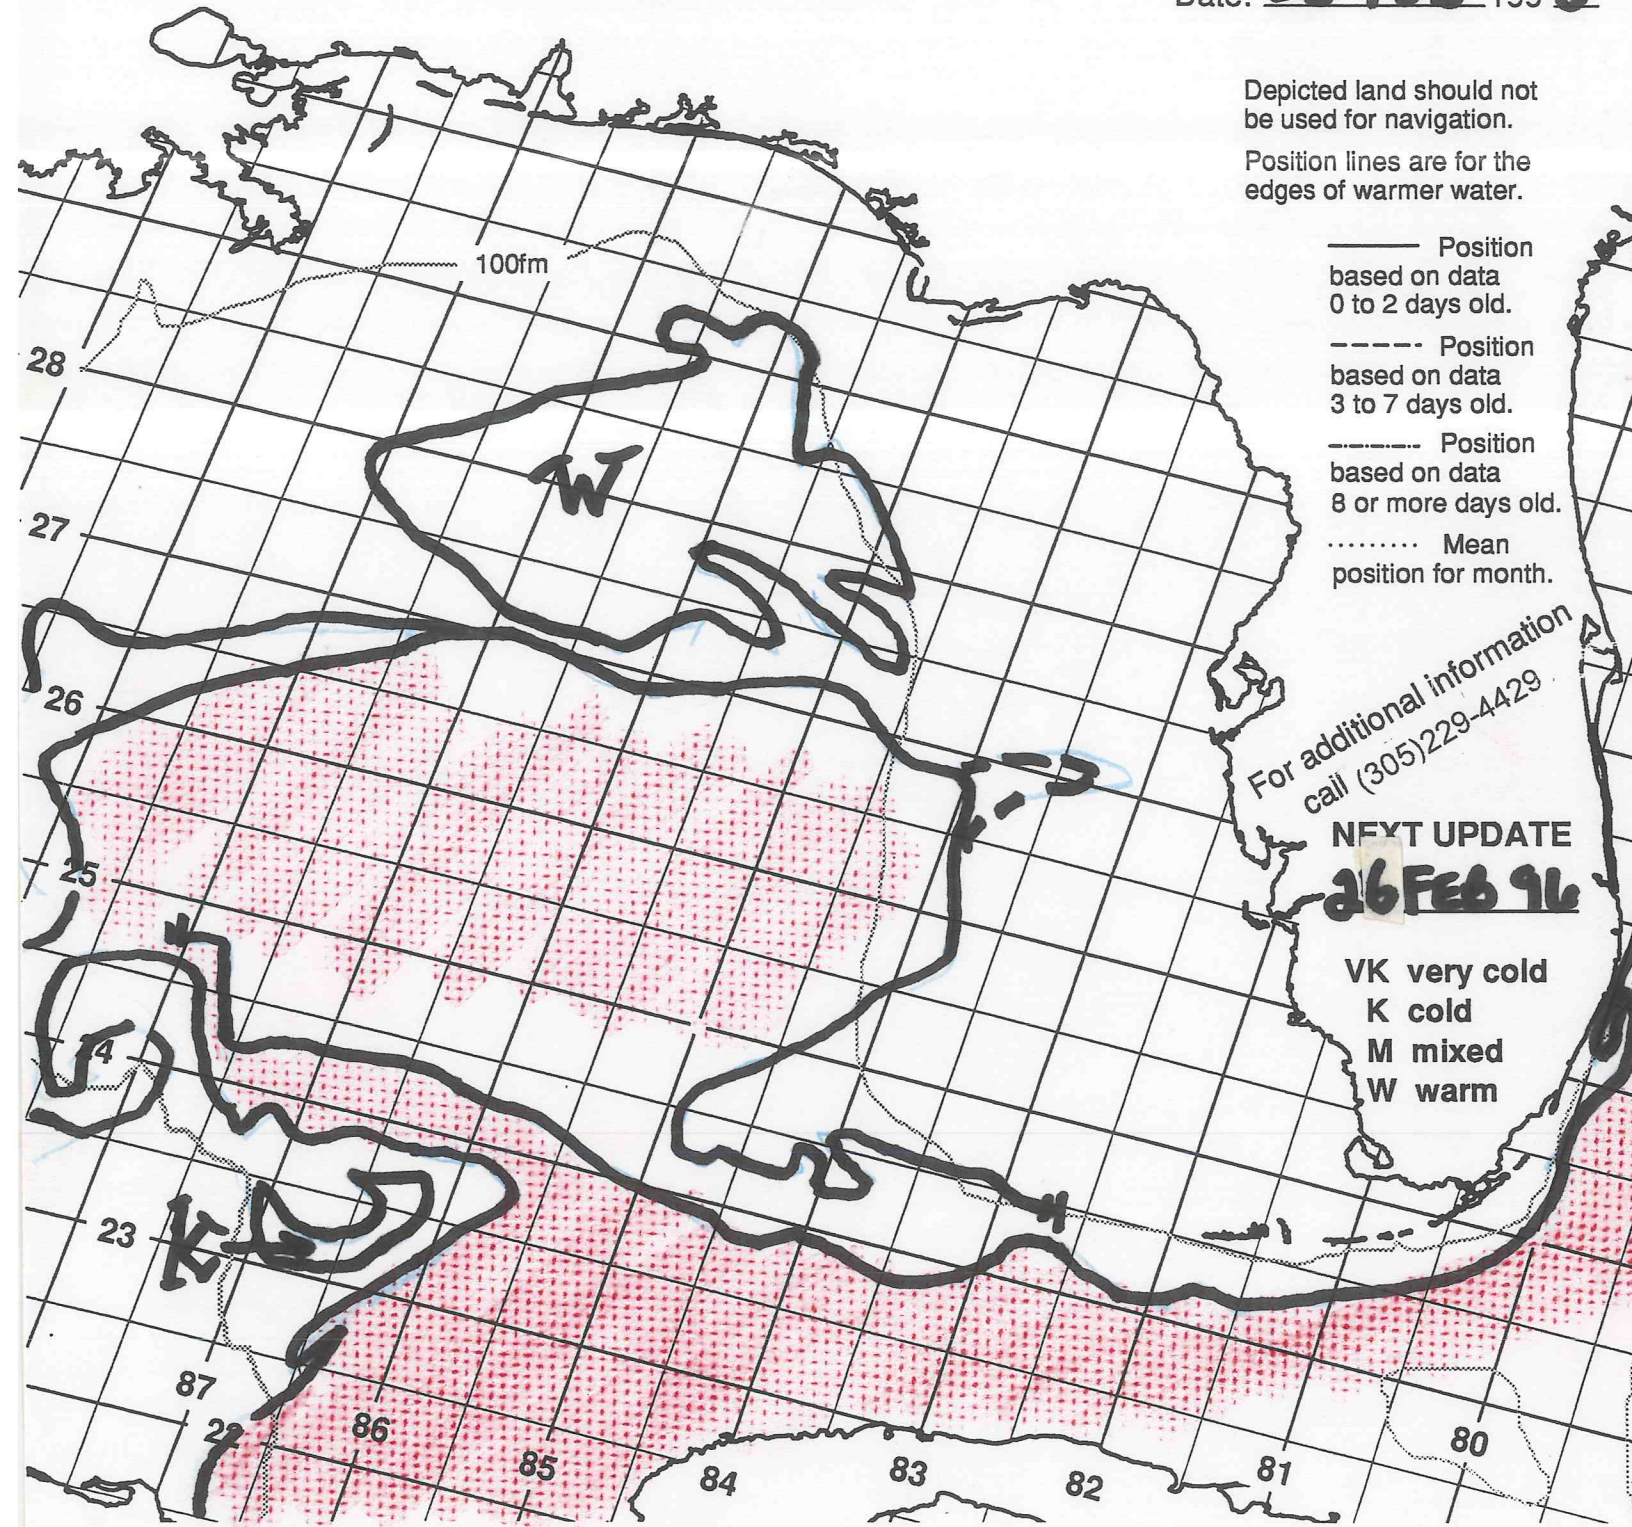 Date:
199
Depicted land should not
be used for navigation.
Position lines are for the
edges of warmer water.
Position
based on data
0 to 2 days old.
Position
based on data
3 to 7 days old.
Position
based on data
8 or more days old.
Mean
position for month.
100fm
28
W
27
26
For additional information
call (305)229-4429
NEXT UPDATE
26 FEB 96
25
VK very cold
K cold
M mixed
W warm
24
23
K
87
22
86
85
84
83
82
81
80